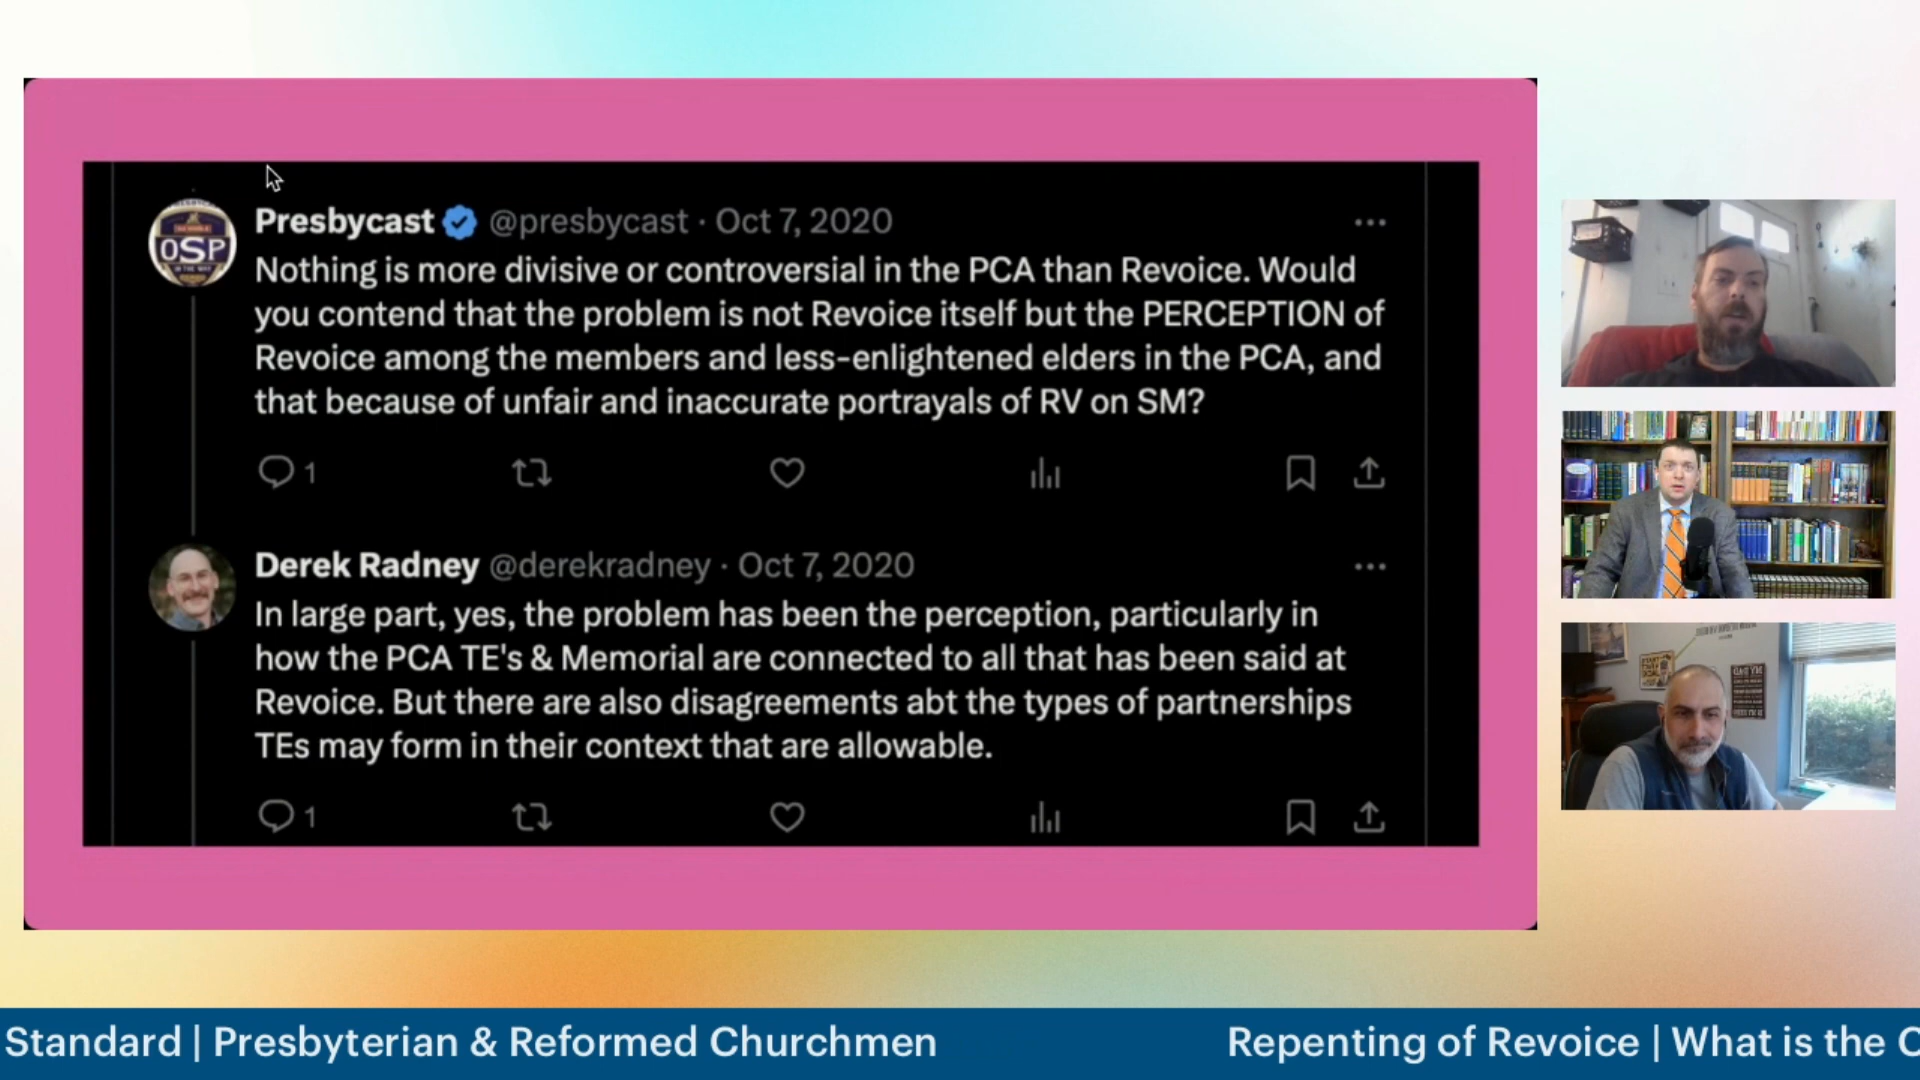 Presbycast @presbycast · Oct 7, 2020
OSP
IN THE WAY
Nothing is more divisive or controversial in the PCA than Revoice. Would
you contend that the problem is not Revoice itself but the PERCEPTION of
Revoice among the members and less-enlightened elders in the PCA, and
that because of unfair and inaccurate portrayals of RV on SM?
1
Derek Radney @derekradney · Oct 7, 2020
In large part, yes, the problem has been the perception, particularly in
how the PCA TE's & Memorial are connected to all that has been said at
Revoice. But there are also disagreements abt the types of partnerships
TEs may form in their context that are allowable.
1
Standard | Presbyterian & Reformed Churchmen
Repenting of Revoice | What is the C